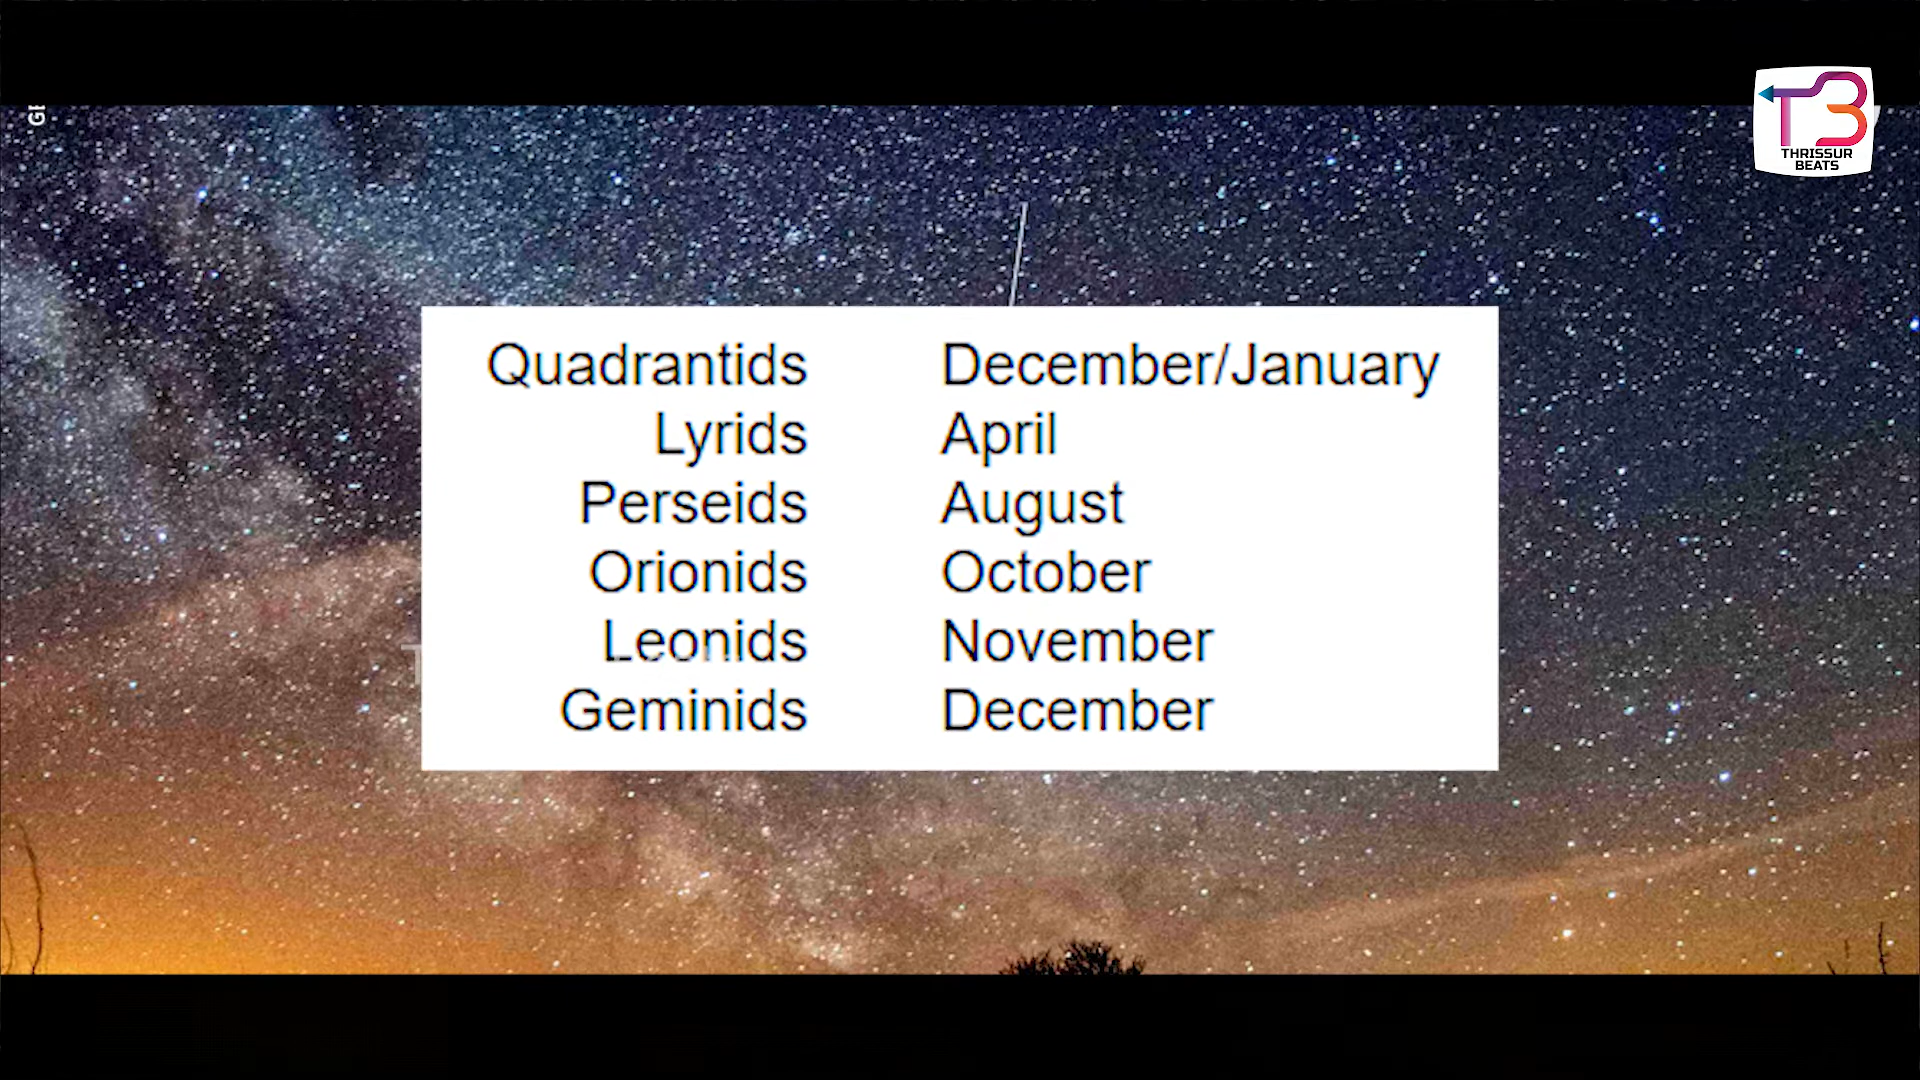 THRISSUR
BEATS
Quadrantids December/January
Lyrids April
Perseids August
Orionids October
Leonids November
Geminids December